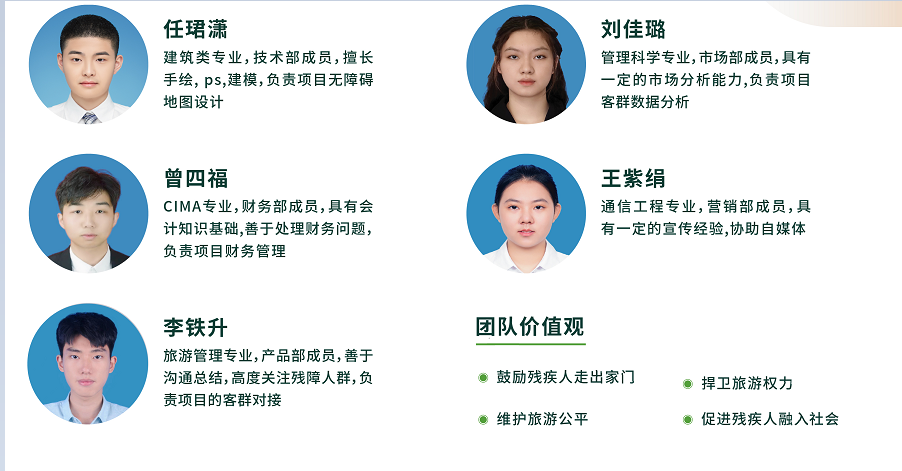 任珺潇
建筑类专业，技术部成员，擅长
手绘, ps,建模，负责项目无障碍
地图设计
刘佳璐
管理科学专业，市场部成员，具有
一定的市场分析能力,负责项目
客群数据分析
曾四福
CIMA专业，财务部成员，具有会
计知识基础,善于处理财务问题，
负责项目财务管理
王紫绢
通信工程专业，营销部成员，具
有一定的宣传经验,协助自媒体
李铁升
旅游管理专业，产品部成员，善于
沟通总结，高度关注残障人群，负
责项目的客群对接
团队价值观
鼓励残疾人走出家门
捍卫旅游权力
维护旅游公平
促进残疾人融入社会